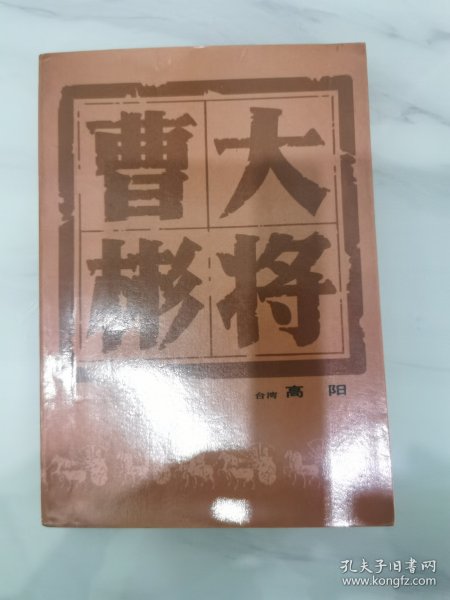 大将
曹彬
台湾 高阳
孔夫子旧书网
www.kongfz.com